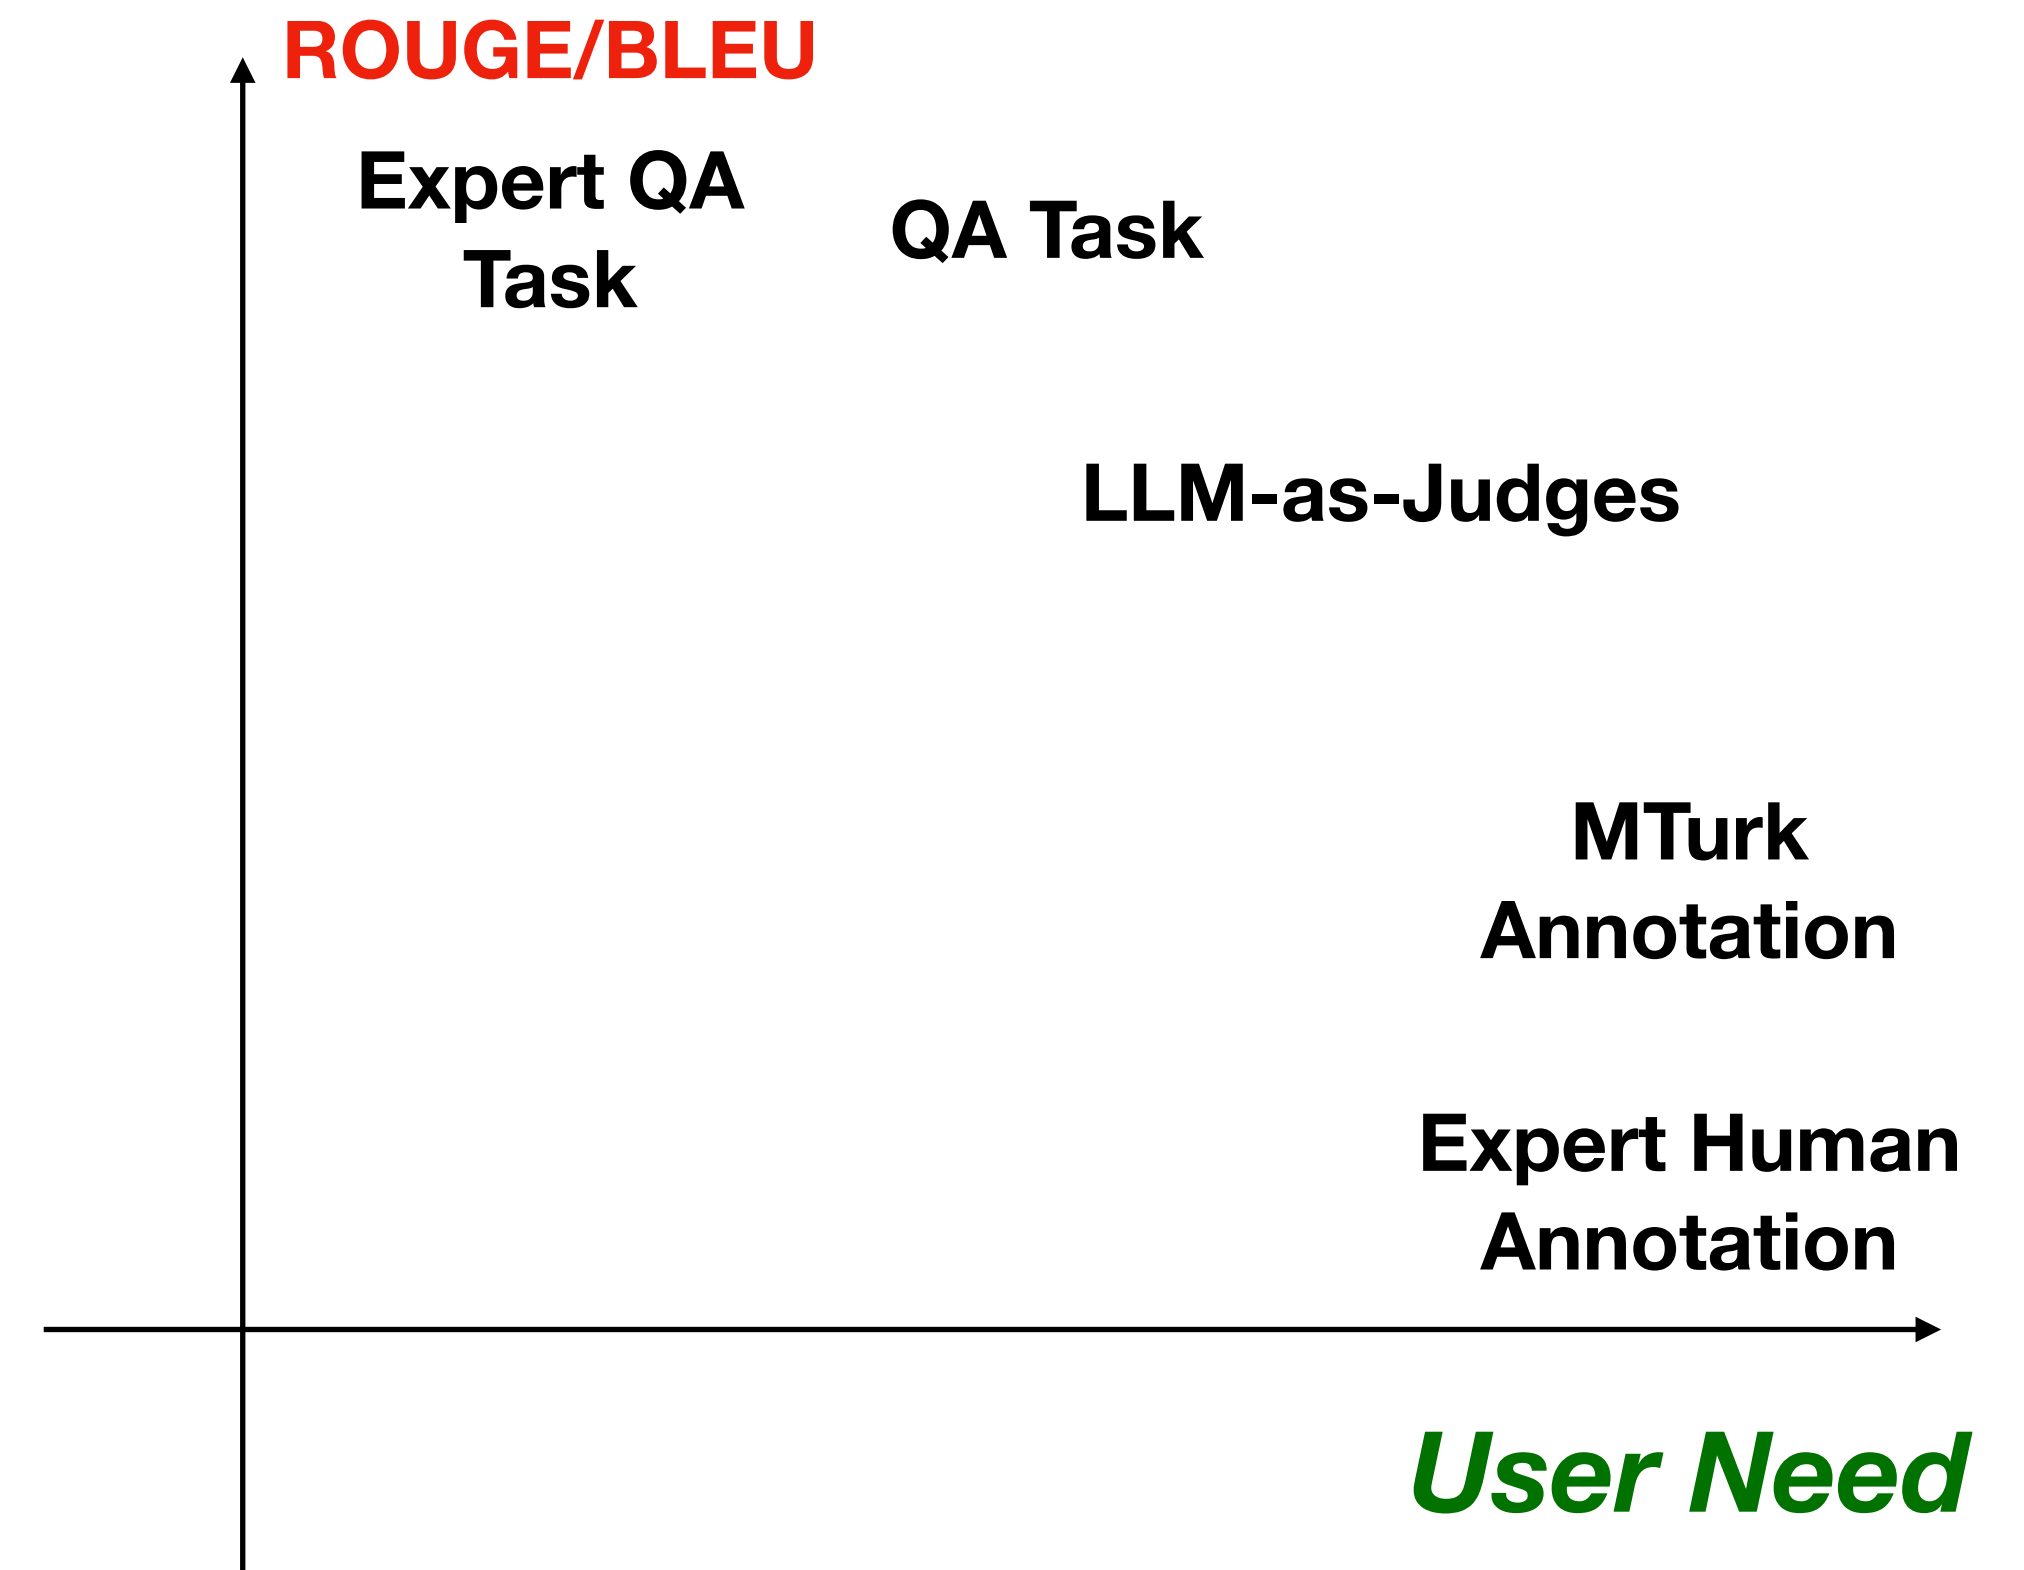 ROUGE/BLEU
Expert QA
Task
QA Task
LLM-as-Judges
MTurk
Annotation
Expert Human
Annotation
User Need